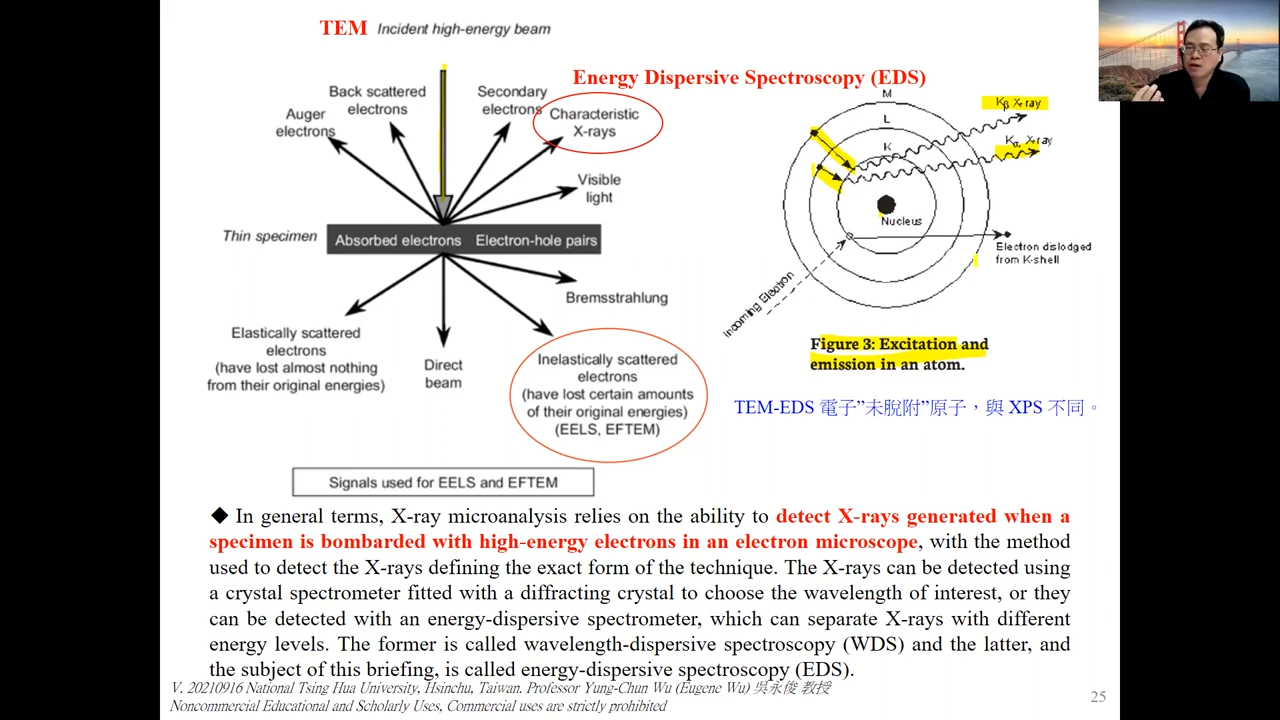 TEM Incident high-energy beam
Energy Dispersive Spectroscopy (EDS)
Back scattered
electrons
Auger
electrons
Secondary
electrons
Characteristic
X-rays
Visible
light
Thin specimen
Absorbed electrons Electron-hole pairs
Bremsstrahlung
Elastically scattered
electrons
(have lost almost nothing
from their original energies)
Direct
beam
Inelastically scattered
electrons
(have lost certain amounts
of their original energies)
(EELS, EFTEM)
Signals used for EELS and EFTEM
M
L
K
Kβ X-ray
Kα X-ray
Nucleus
Electron dislodged
from K-shell
Incoming Electron
Figure 3: Excitation and
emission in an atom.
TEM-EDS 電子”未脫附”原子，與 XPS 不同。
◆ In general terms, X-ray microanalysis relies on the ability to detect X-rays generated when a
specimen is bombarded with high-energy electrons in an electron microscope, with the method
used to detect the X-rays defining the exact form of the technique. The X-rays can be detected using
a crystal spectrometer fitted with a diffracting crystal to choose the wavelength of interest, or they
can be detected with an energy-dispersive spectrometer, which can separate X-rays with different
energy levels. The former is called wavelength-dispersive spectroscopy (WDS) and the latter, and
the subject of this briefing, is called energy-dispersive spectroscopy (EDS).
V. 20210916 National Tsing Hua University, Hsinchu, Taiwan. Professor Yung-Chun Wu (Eugene Wu) 吳永俊 教授
Noncommercial Educational and Scholarly Uses, Commercial uses are strictly prohibited
25